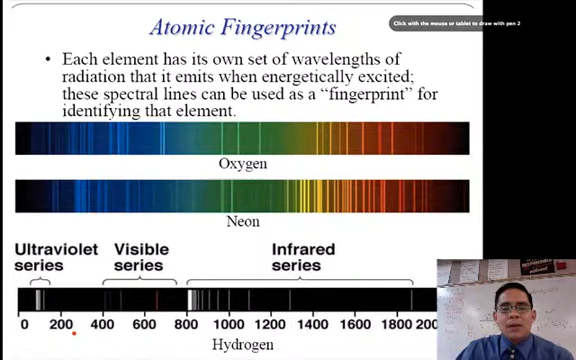 Atomic Fingerprints
Click with the mouse or tablet to draw with pen 2
• Each element has its own set of wavelengths of
radiation that it emits when energetically excited;
these spectral lines can be used as a “fingerprint” for
identifying that element.
Oxygen
Neon
Ultraviolet series
Visible series
Infrared series
0 200 400 600 800 1000 1200 1400 1600 1800
Hydrogen